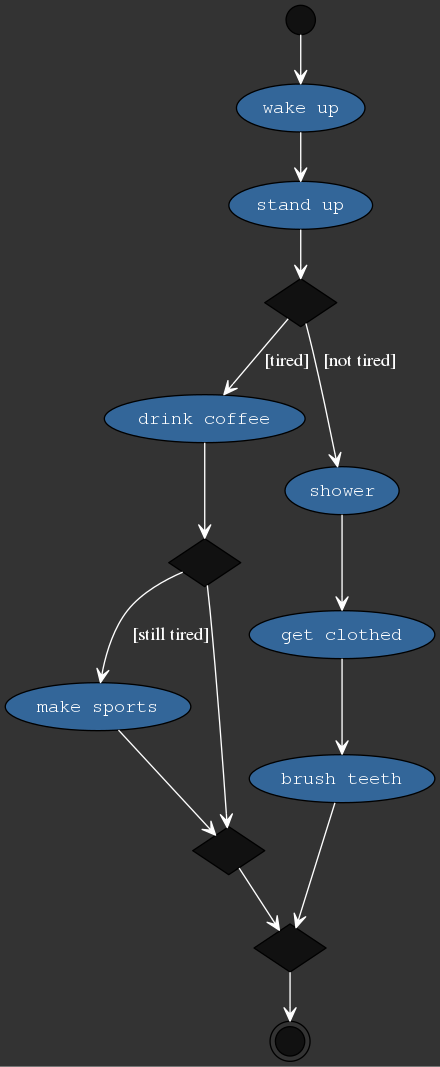 wake up
stand up
[tired]
[not tired]
drink coffee
shower
[still tired]
get clothed
make sports
brush teeth